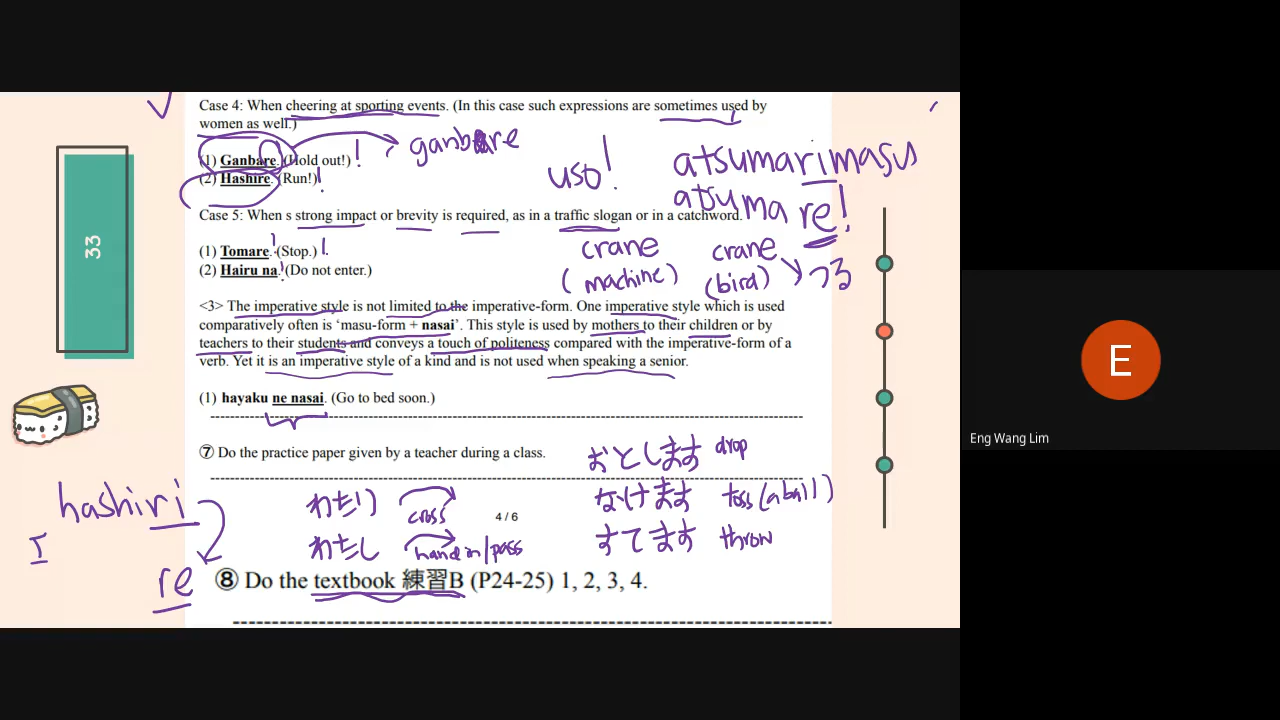 Case 4: When cheering at sporting events. (In this case such expressions are sometimes used by
women as well.)
ganbare
(1) Ganbare. (Hold out!) !
(2) Hashire. (Run!) !
uso!
atsumarimasu
atsuma re!
Case 5: When s strong impact or brevity is required, as in a traffic slogan or in a catchword.
(1) Tomare. (Stop.) !
(2) Hairu na. (Do not enter.)
crane
(machine)
crane
(bird)
つる
33
<3> The imperative style is not limited to the imperative-form. One imperative style which is used
comparatively often is ‘masu-form + nasai’. This style is used by mothers to their children or by
teachers to their students and conveys a touch of politeness compared with the imperative-form of a
verb. Yet it is an imperative style of a kind and is not used when speaking a senior.
(1) hayaku ne nasai. (Go to bed soon.)
⑦ Do the practice paper given by a teacher during a class.
おとします drop
なけます toss (a ball)
すてます throw
わたり cross
わたし hand in/pass
hashiri
re
4 / 6
⑧ Do the textbook 練習B (P24-25) 1, 2, 3, 4.
E
Eng Wang Lim